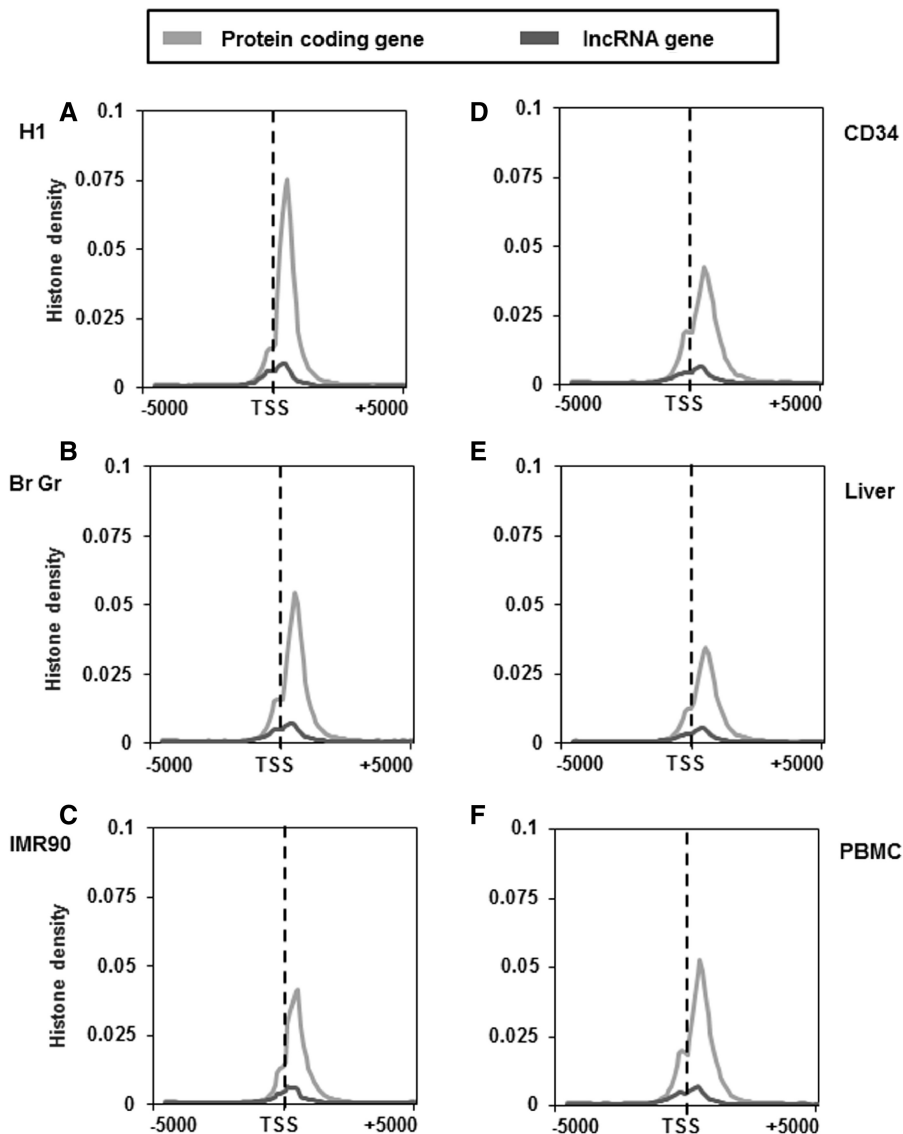 Protein coding gene
lncRNA gene
A
H1
Histone density
0.1
0.075
0.05
0.025
0
-5000
TSS
+5000
D
CD34
0.1
0.075
0.05
0.025
0
-5000
TSS
+5000
B
Br Gr
Histone density
0.1
0.075
0.05
0.025
0
-5000
TSS
+5000
E
Liver
0.1
0.075
0.05
0.025
0
-5000
TSS
+5000
C
IMR90
Histone density
0.1
0.075
0.05
0.025
0
-5000
TSS
+5000
F
PBMC
0.1
0.075
0.05
0.025
0
-5000
TSS
+5000